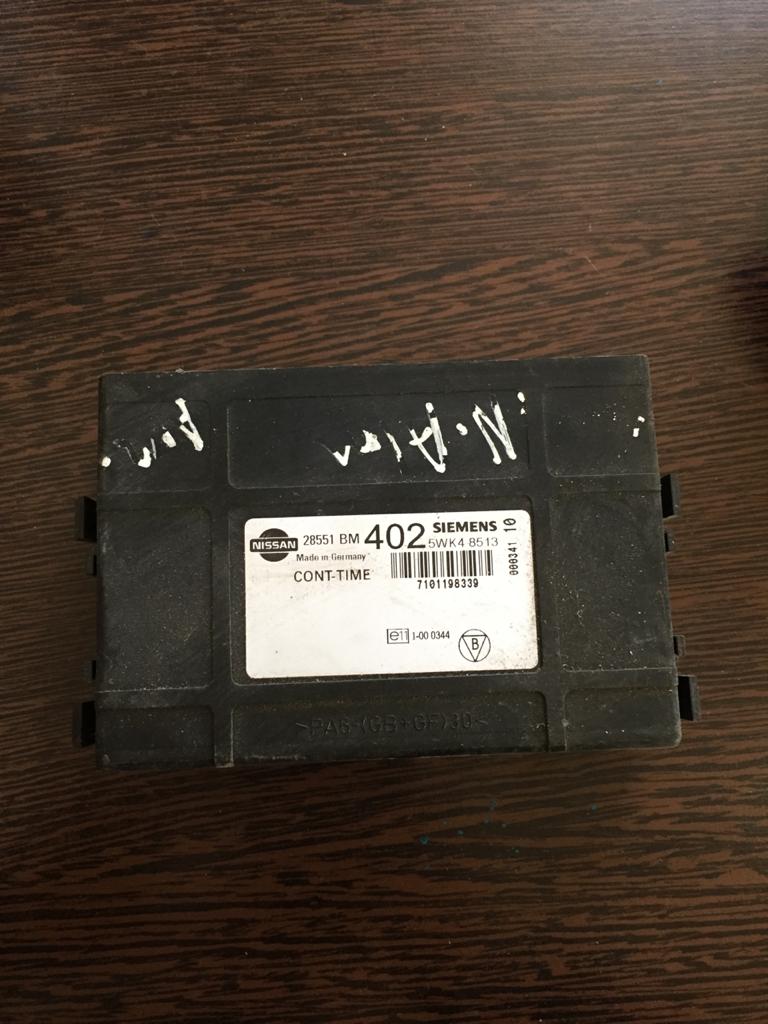 NISSAN 28551 BM 402 SIEMENS
5WK4 8513
Made in Germany
CONT-TIME
7101198339
000341 10
e11 1-00 0344
B
>PA6-(GB+GF)30<